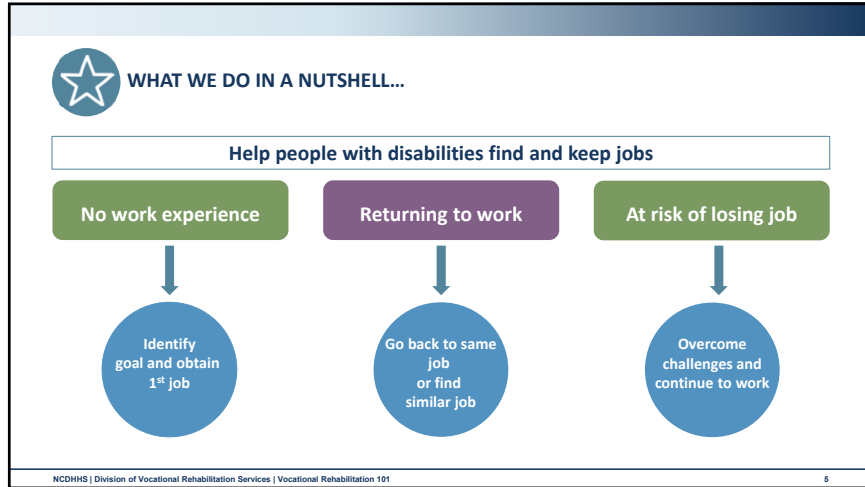 WHAT WE DO IN A NUTSHELL…
Help people with disabilities find and keep jobs
No work experience
Returning to work
At risk of losing job
Identify
goal and obtain
1st job
Go back to same
job
or find
similar job
Overcome
challenges and
continue to work
NCDHHS | Division of Vocational Rehabilitation Services | Vocational Rehabilitation 101
5